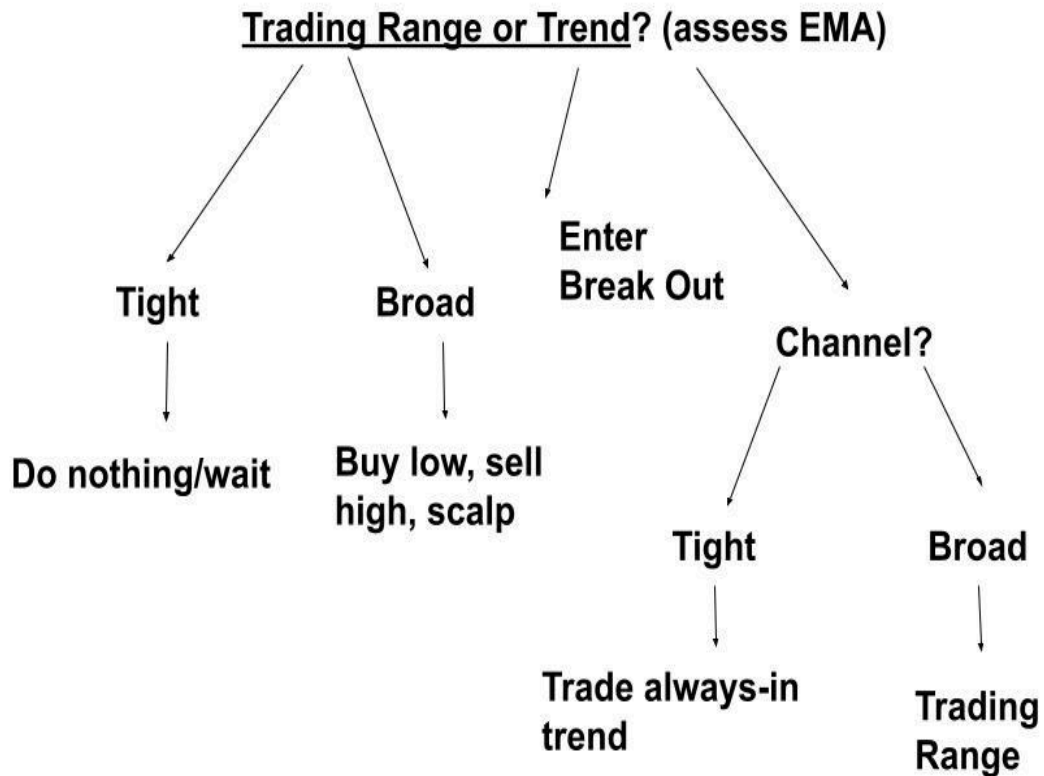 Trading Range or Trend? (assess EMA)
Enter
Break Out
Tight
Broad
Channel?
Do nothing/wait
Buy low, sell
high, scalp
Tight
Broad
Trade always-in
trend
Trading
Range